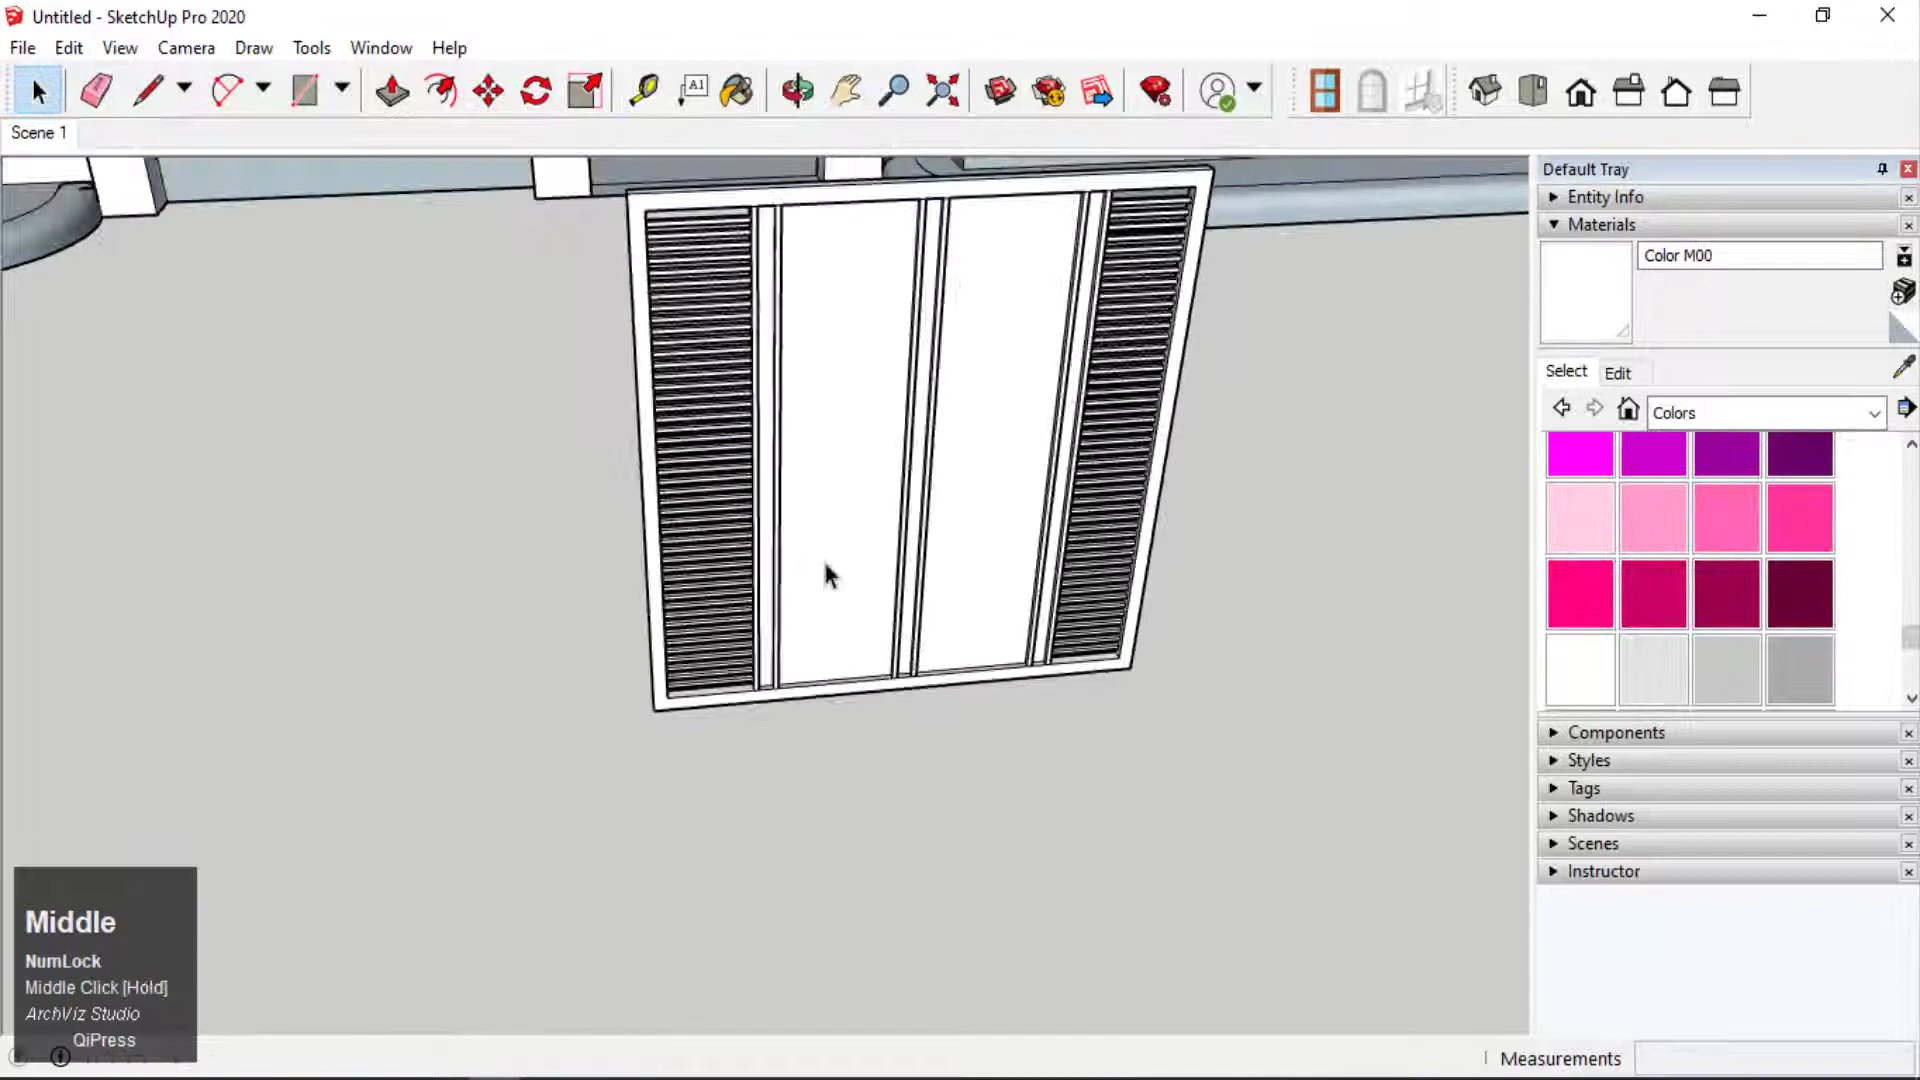 Untitled - SketchUp Pro 2020
File Edit View Camera Draw Tools Window Help
A1
Scene 1
Default Tray
Entity Info
Materials
Color M00
Select Edit
Colors
Components
Styles
Tags
Shadows
Scenes
Instructor
Middle
NumLock
Middle Click [Hold]
ArchViz Studio
QiPress
Measurements